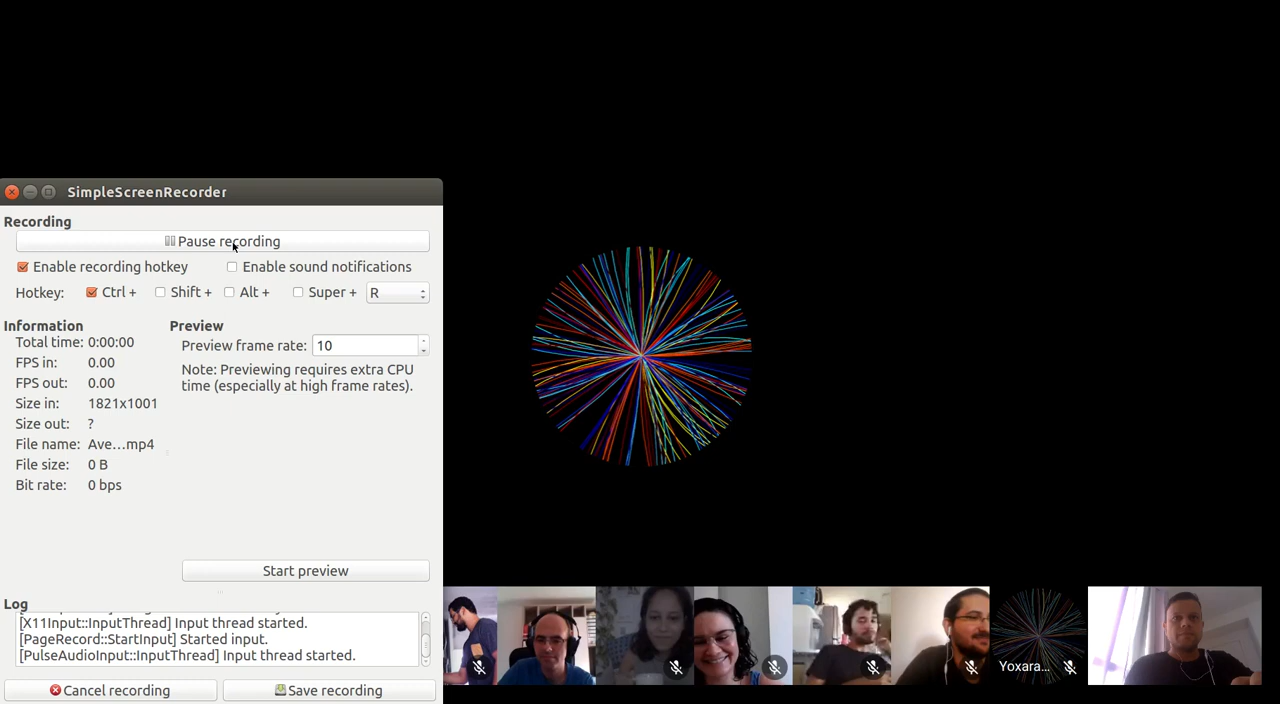 SimpleScreenRecorder
Recording
Pause recording
Enable recording hotkey
Enable sound notifications
Hotkey:
Ctrl +
Shift +
Alt +
Super +
R
Information
Total time: 0:00:00
FPS in: 0.00
FPS out: 0.00
Size in: 1821x1001
Size out: ?
File name: Ave...mp4
File size: 0 B
Bit rate: 0 bps
Preview
Preview frame rate: 10
Note: Previewing requires extra CPU
time (especially at high frame rates).
Start preview
Log
[X11Input::InputThread] Input thread started.
[PageRecord::StartInput] Started input.
[PulseAudioInput::InputThread] Input thread started.
Cancel recording
Save recording
Yoxara...